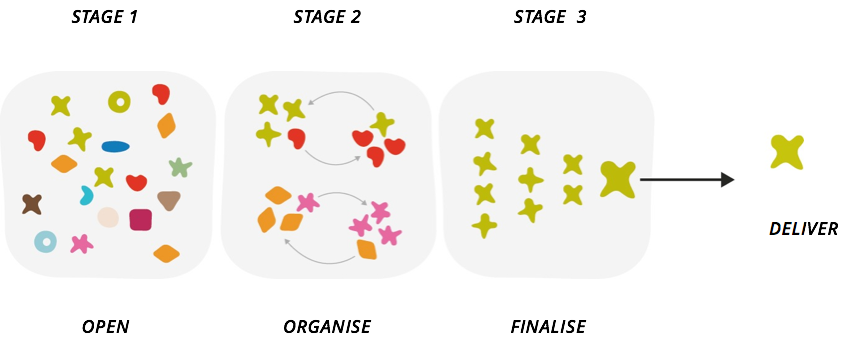 STAGE 1
STAGE 2
STAGE 3
DELIVER
OPEN
ORGANISE
FINALISE